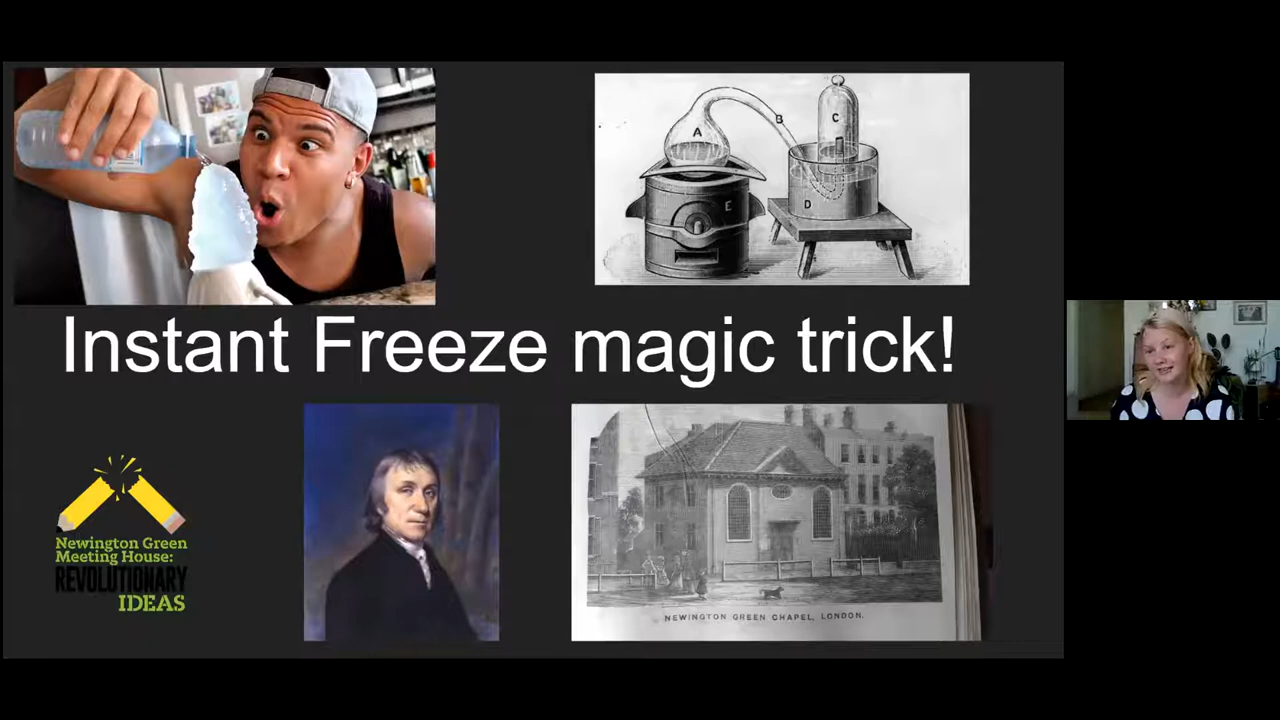 A
B
C
D
E
Instant Freeze magic trick!
Newington Green
Meeting House:
REVOLUTIONARY
IDEAS
NEWINGTON GREEN CHAPEL, LONDON.